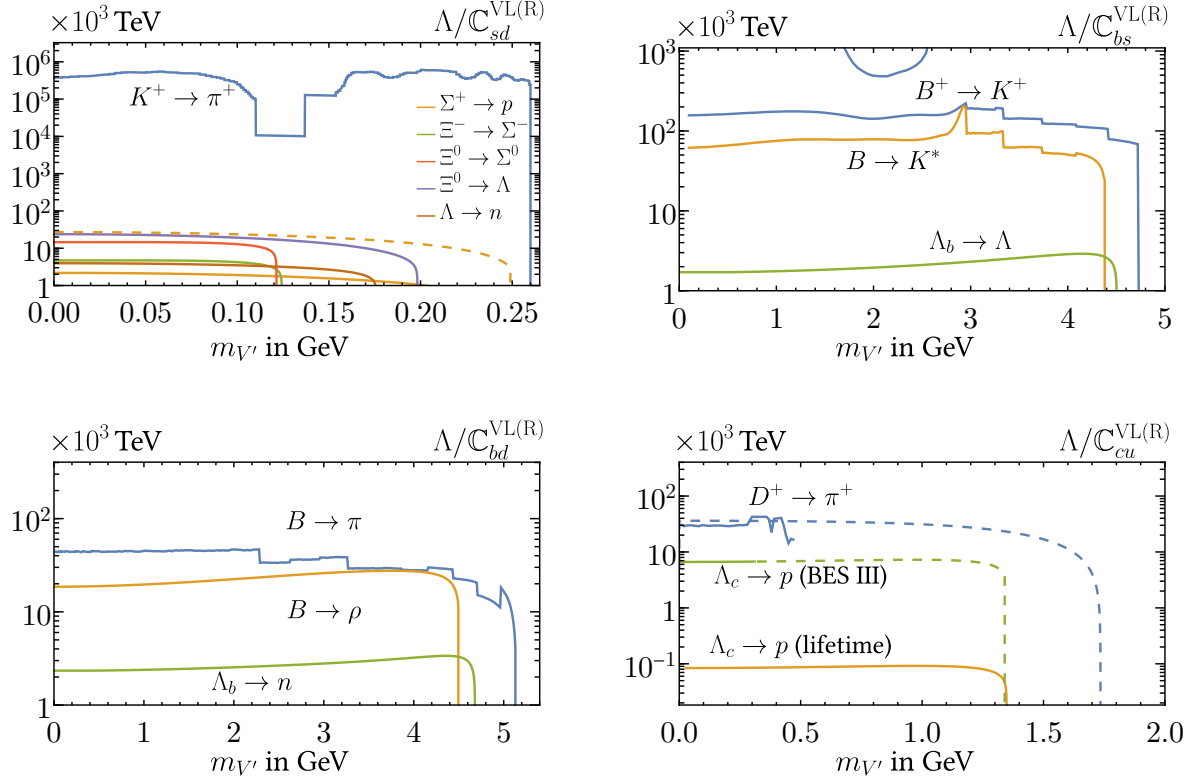 ×10³ TeV Λ/ℂ_sd^VL(R)
10⁶
10⁵
10⁴
10³
10²
10
1
K⁺ → π⁺
Σ⁺ → p
Ξ⁻ → Σ⁻
Ξ⁰ → Σ⁰
Ξ⁰ → Λ
Λ → n
0.00 0.05 0.10 0.15 0.20 0.25
m_V′ in GeV
×10³ TeV Λ/ℂ_bs^VL(R)
10³
10²
10
1
B⁺ → K⁺
B → K*
Λ_b → Λ
0 1 2 3 4 5
m_V′ in GeV
×10³ TeV Λ/ℂ_bd^VL(R)
10²
10
1
B → π
B → ρ
Λ_b → n
0 1 2 3 4 5
m_V′ in GeV
×10³ TeV Λ/ℂ_cu^VL(R)
10²
10
1
10⁻¹
D⁺ → π⁺
Λ_c → p (BES III)
Λ_c → p (lifetime)
0.0 0.5 1.0 1.5 2.0
m_V′ in GeV